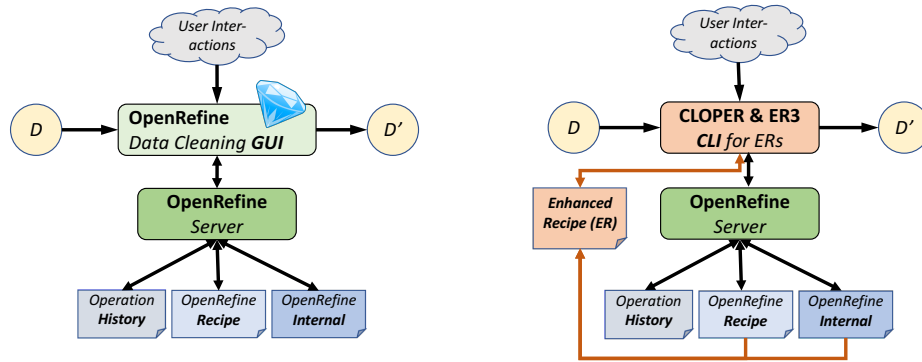 User Inter-
actions
D
OpenRefine
Data Cleaning GUI
D’
OpenRefine
Server
Operation
History
OpenRefine
Recipe
OpenRefine
Internal
User Inter-
actions
D
CLOPER & ER3
CLI for ERs
D’
Enhanced
Recipe (ER)
OpenRefine
Server
Operation
History
OpenRefine
Recipe
OpenRefine
Internal